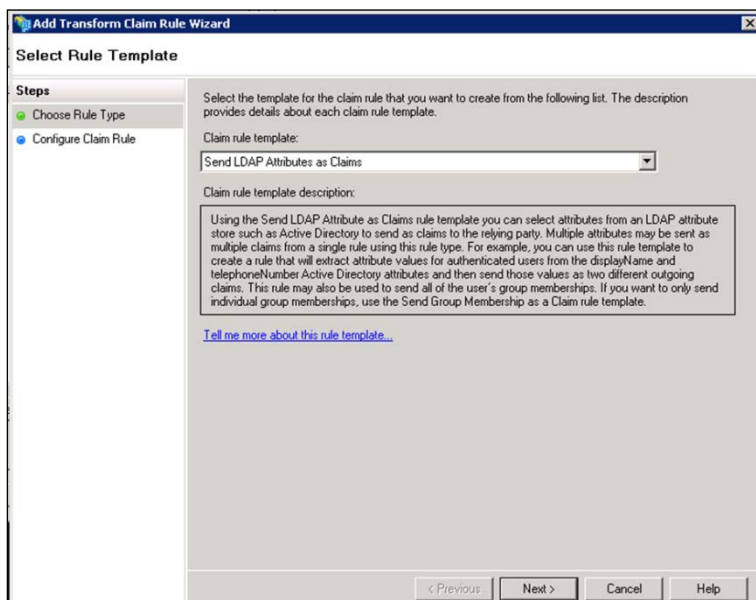 Add Transform Claim Rule Wizard
Select Rule Template
Steps
Choose Rule Type
Configure Claim Rule
Select the template for the claim rule that you want to create from the following list. The description
provides details about each claim rule template.
Claim rule template:
Send LDAP Attributes as Claims
Claim rule template description:
Using the Send LDAP Attribute as Claims rule template you can select attributes from an LDAP attribute
store such as Active Directory to send as claims to the relying party. Multiple attributes may be sent as
multiple claims from a single rule using this rule type. For example, you can use this rule template to
create a rule that will extract attribute values for authenticated users from the displayName and
telephoneNumber Active Directory attributes and then send those values as two different outgoing
claims. This rule may also be used to send all of the user's group memberships. If you want to only send
individual group memberships, use the Send Group Membership as a Claim rule template.
Tell me more about this rule template...
< Previous
Next >
Cancel
Help